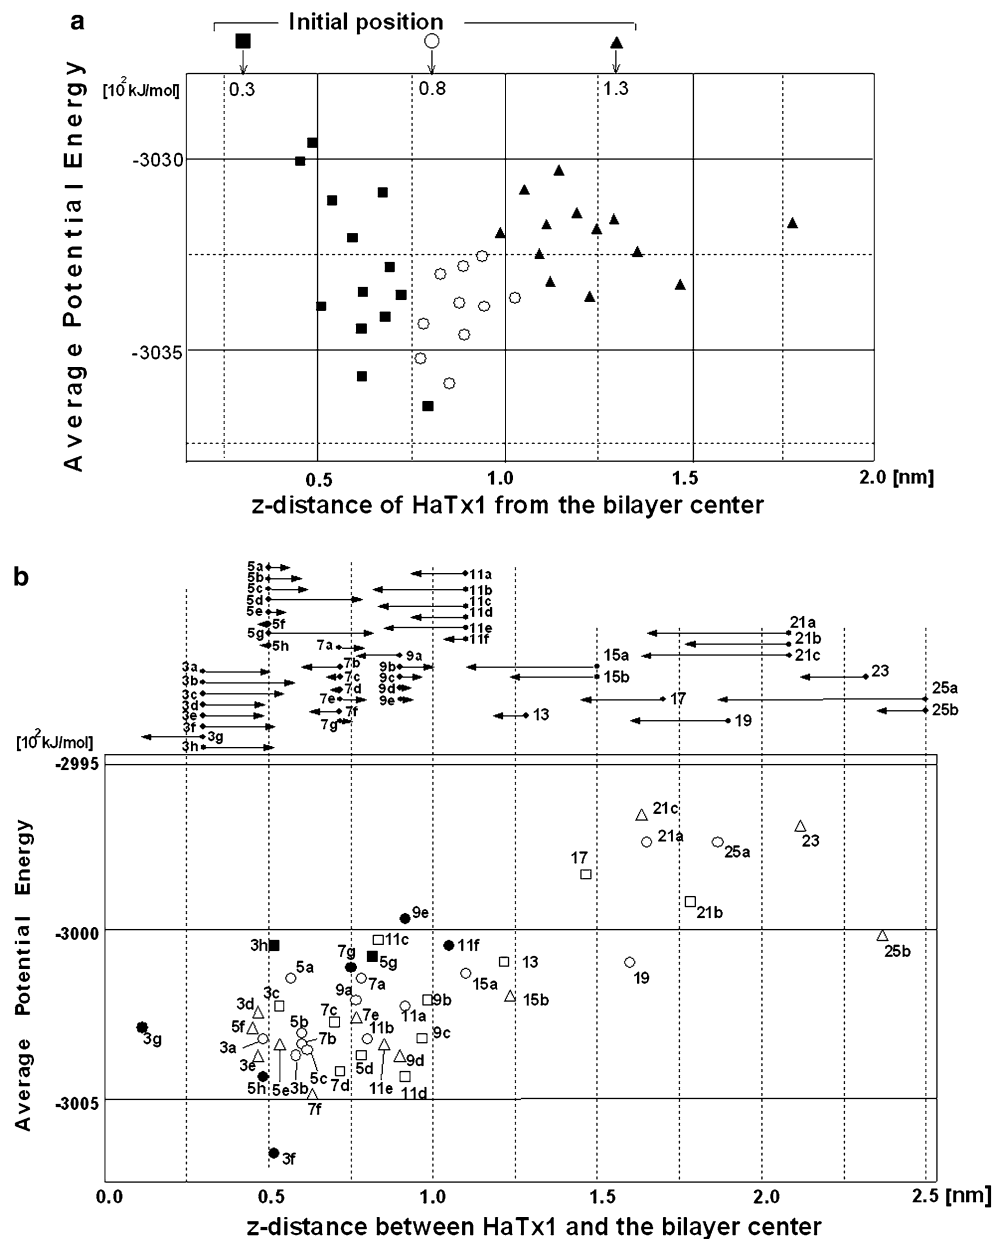 a
Initial position
[10² kJ/mol]
0.3
0.8
1.3
Average Potential Energy
-3030
-3035
0.5
1.0
1.5
2.0 [nm]
z-distance of HaTx1 from the bilayer center
b
5a
5b
5c
5d
5e
5f
5g
5h
11a
11b
11c
11d
11e
11f
7a
7b
7c
7d
7e
7f
7g
9a
9b
9c
9d
9e
3a
3b
3c
3d
3e
3f
3g
3h
15a
15b
13
17
19
21a
21b
21c
23
25a
25b
[10² kJ/mol]
Average Potential Energy
-2995
-3000
-3005
21c
21a
25a
23
17
21b
25b
9e
3h
11c
11f
7g
5g
13
19
5a
7a
15a
15b
3c
9a
9b
3d
7c
7e
11a
5f
5b
3g
3a
7b
11b
9c
3e
5h
5e
3b
5c
7d
5d
11e
9d
11d
7f
3f
0.0 0.5 1.0 1.5 2.0 2.5 [nm]
z-distance between HaTx1 and the bilayer center